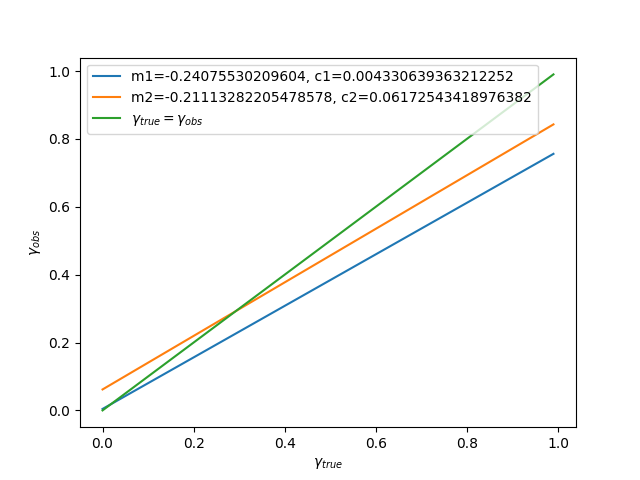 m1=-0.24075530209604, c1=0.004330639363212252
m2=-0.21113282205478578, c2=0.06172543418976382
γtrue = γobs
1.0
0.8
0.6
0.4
0.2
0.0
γobs
0.0 0.2 0.4 0.6 0.8 1.0
γtrue